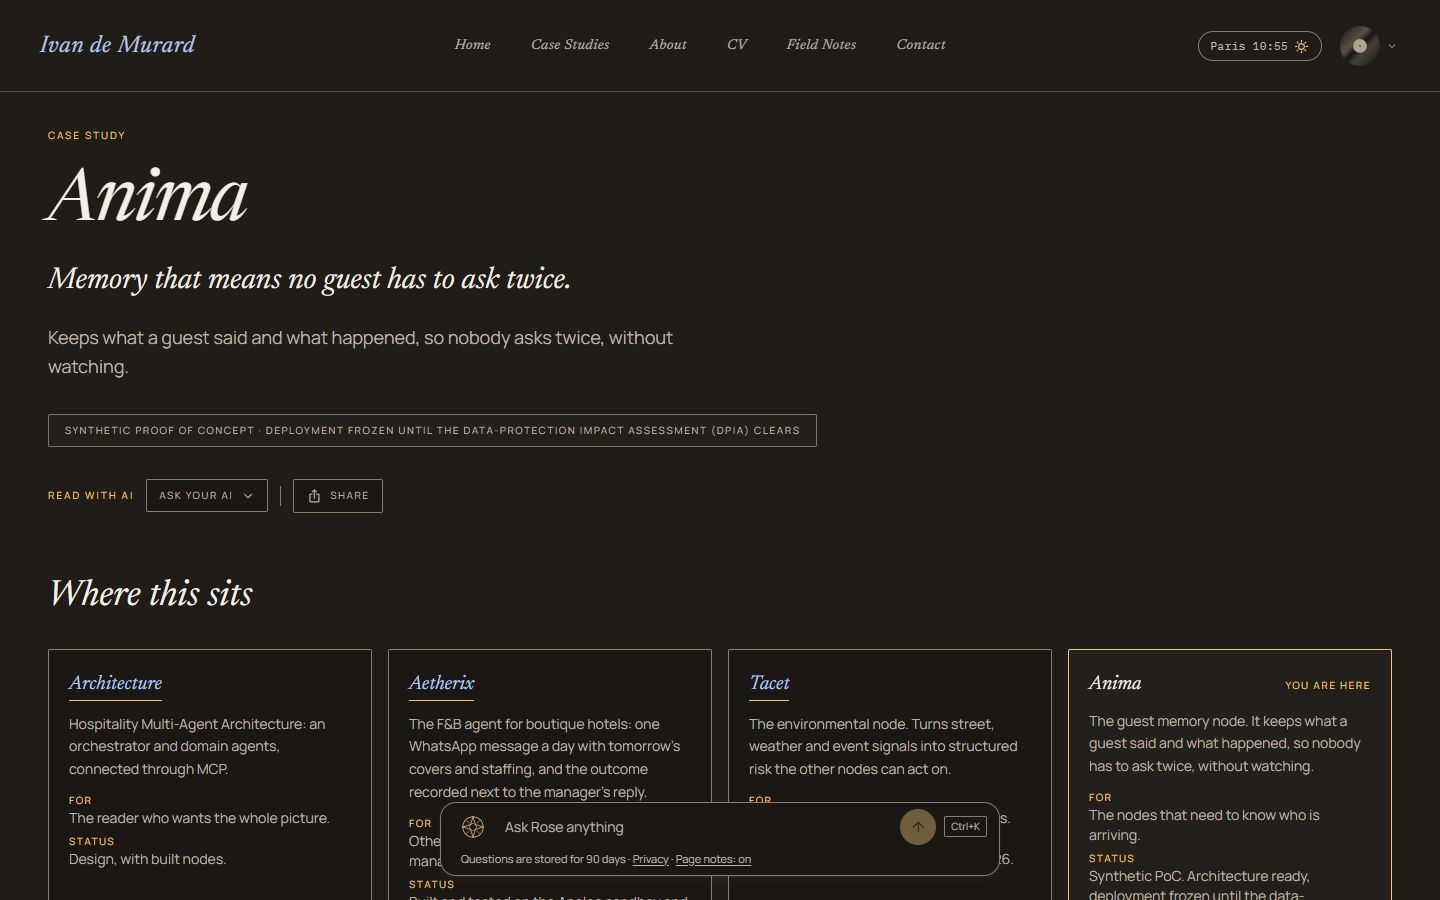 Ivan de Murard
Home
Case Studies
About
CV
Field Notes
Contact
Paris 10:55
CASE STUDY
Anima
Memory that means no guest has to ask twice.
Keeps what a guest said and what happened, so nobody asks twice, without
watching.
SYNTHETIC PROOF OF CONCEPT · DEPLOYMENT FROZEN UNTIL THE DATA-PROTECTION IMPACT ASSESSMENT (DPIA) CLEARS
READ WITH AI
ASK YOUR AI
SHARE
Where this sits
Architecture
Hospitality Multi-Agent Architecture: an
orchestrator and domain agents,
connected through MCP.
FOR
The reader who wants the whole picture.
STATUS
Design, with built nodes.
Aetherix
The F&B agent for boutique hotels: one
WhatsApp message a day with tomorrow's
covers and staffing, and the outcome
recorded next to the manager's reply.
FOR
STATUS
Tacet
The environmental node. Turns street,
weather and event signals into structured
risk the other nodes can act on.
FOR
Anima
YOU ARE HERE
The guest memory node. It keeps what a
guest said and what happened, so nobody
has to ask twice, without watching.
FOR
The nodes that need to know who is
arriving.
STATUS
Synthetic PoC. Architecture ready,
deployment frozen until the data-
Ask Rose anything
Ctrl+K
Questions are stored for 90 days · Privacy · Page notes: on